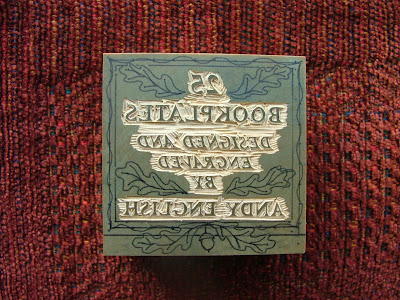 25
BOOKPLATES
DESIGNED AND
ENGRAVED
BY
ANDY ENGLISH